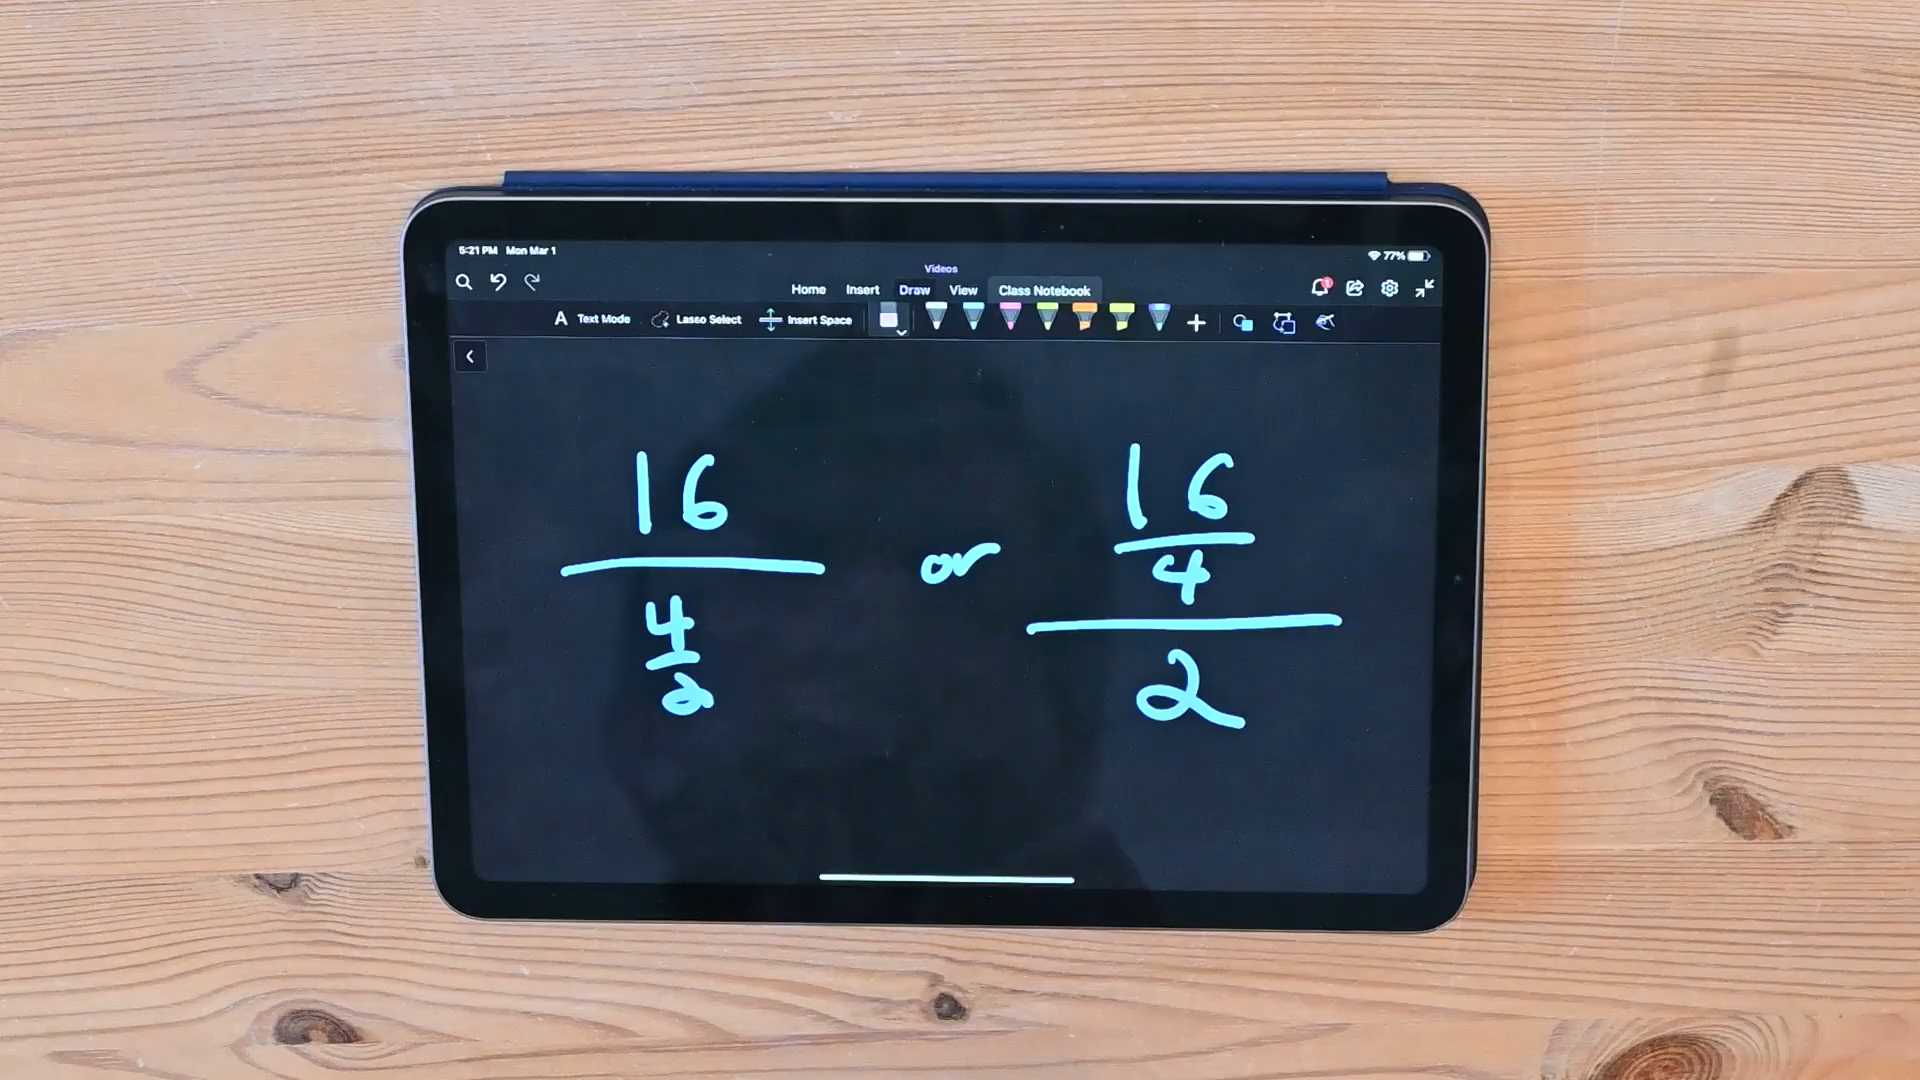 5:21 PM Mon Mar 1
77%
Videos
Home Insert Draw View Class Notebook
1
A Text Mode Lasso Select Insert Space
16
4
2
or
16
4
2